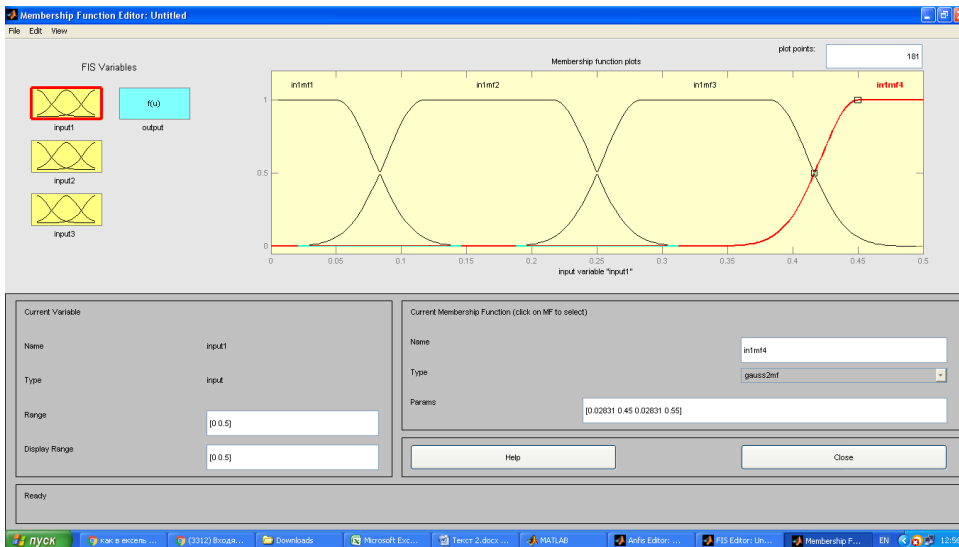 Membership Function Editor: Untitled
File Edit View
FIS Variables
input1
f(u)
output
input2
input3
plot points:
181
Membership function plots
in1mf1
in1mf2
in1mf3
in1mf4
1
0.5
0
0 0.05 0.1 0.15 0.2 0.25 0.3 0.35 0.4 0.45 0.5
input variable "input1"
Current Variable
Name
input1
Type
input
Range
[0 0.5]
Display Range
[0 0.5]
Current Membership Function (click on MF to select)
Name
in1mf4
Type
gauss2mf
Params
[0.02831 0.45 0.02831 0.55]
Help
Close
Ready
пуск
как в ексель ...
(3312) Входя...
Downloads
Microsoft Exc...
Текст 2.docx ...
MATLAB
Anfis Editor: ...
FIS Editor: Un...
Membership F...
EN
12:56